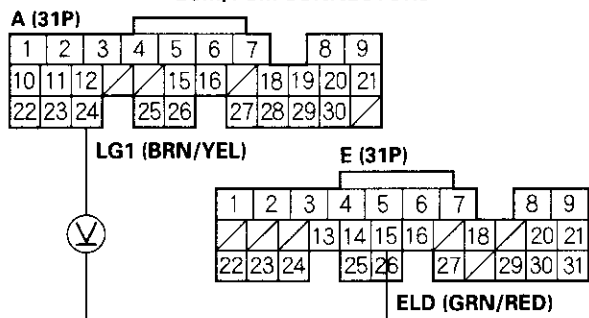 A (31P)
1 2 3 4 5 6 7 8 9
10 11 12 15 16 18 19 20 21
22 23 24 25 26 27 28 29 30
LG1 (BRN/YEL)
E (31P)
1 2 3 4 5 6 7 8 9
V
13 14 15 16 18 20 21
22 23 24 25 26 27 29 30 31
ELD (GRN/RED)